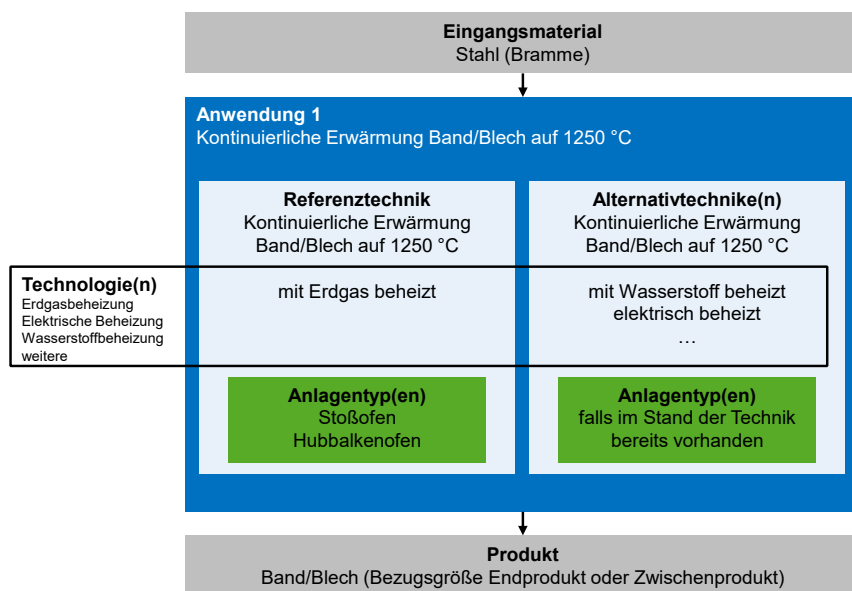 Eingangsmaterial
Stahl (Bramme)
Anwendung 1
Kontinuierliche Erwärmung Band/Blech auf 1250 °C
Referenztechnik
Kontinuierliche Erwärmung
Band/Blech auf 1250 °C
Alternativtechnike(n)
Kontinuierliche Erwärmung
Band/Blech auf 1250 °C
Technologie(n)
Erdgasbeheizung
Elektrische Beheizung
Wasserstoffbeheizung
weitere
mit Erdgas beheizt
mit Wasserstoff beheizt
elektrisch beheizt
…
Anlagentyp(en)
Stoßofen
Hubbalkenofen
Anlagentyp(en)
falls im Stand der Technik
bereits vorhanden
Produkt
Band/Blech (Bezugsgröße Endprodukt oder Zwischenprodukt)